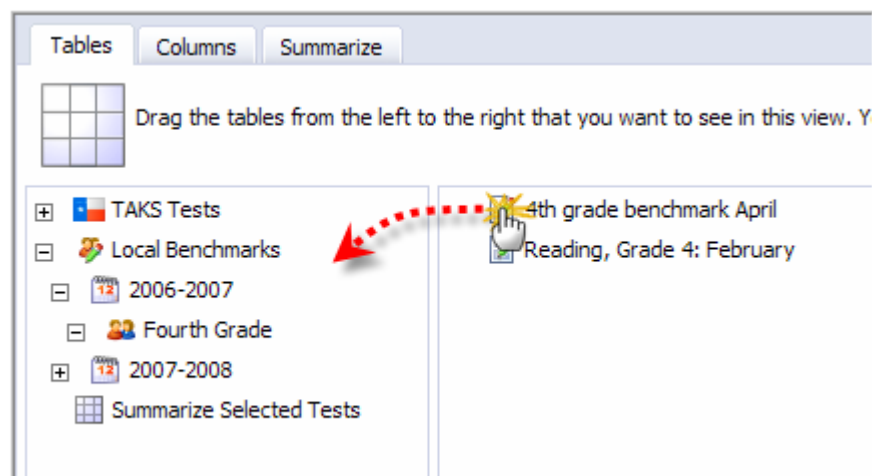 Tables Columns Summarize
Drag the tables from the left to the right that you want to see in this view. Y
TAKS Tests
Local Benchmarks
12 2006-2007
Fourth Grade
12 2007-2008
Summarize Selected Tests
4th grade benchmark April
Reading, Grade 4: February